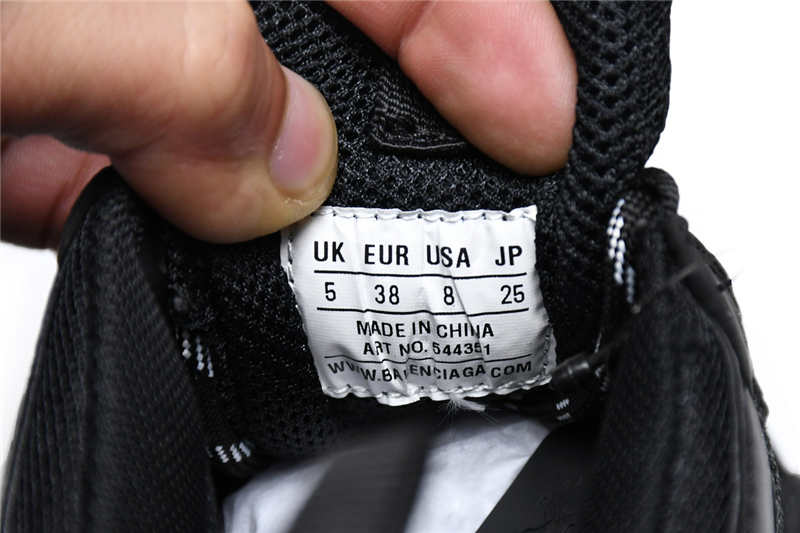 UK EUR USA JP
5 38 8 25
MADE IN CHINA
ART NO. 544351
WWW.BALENCIAGA.COM